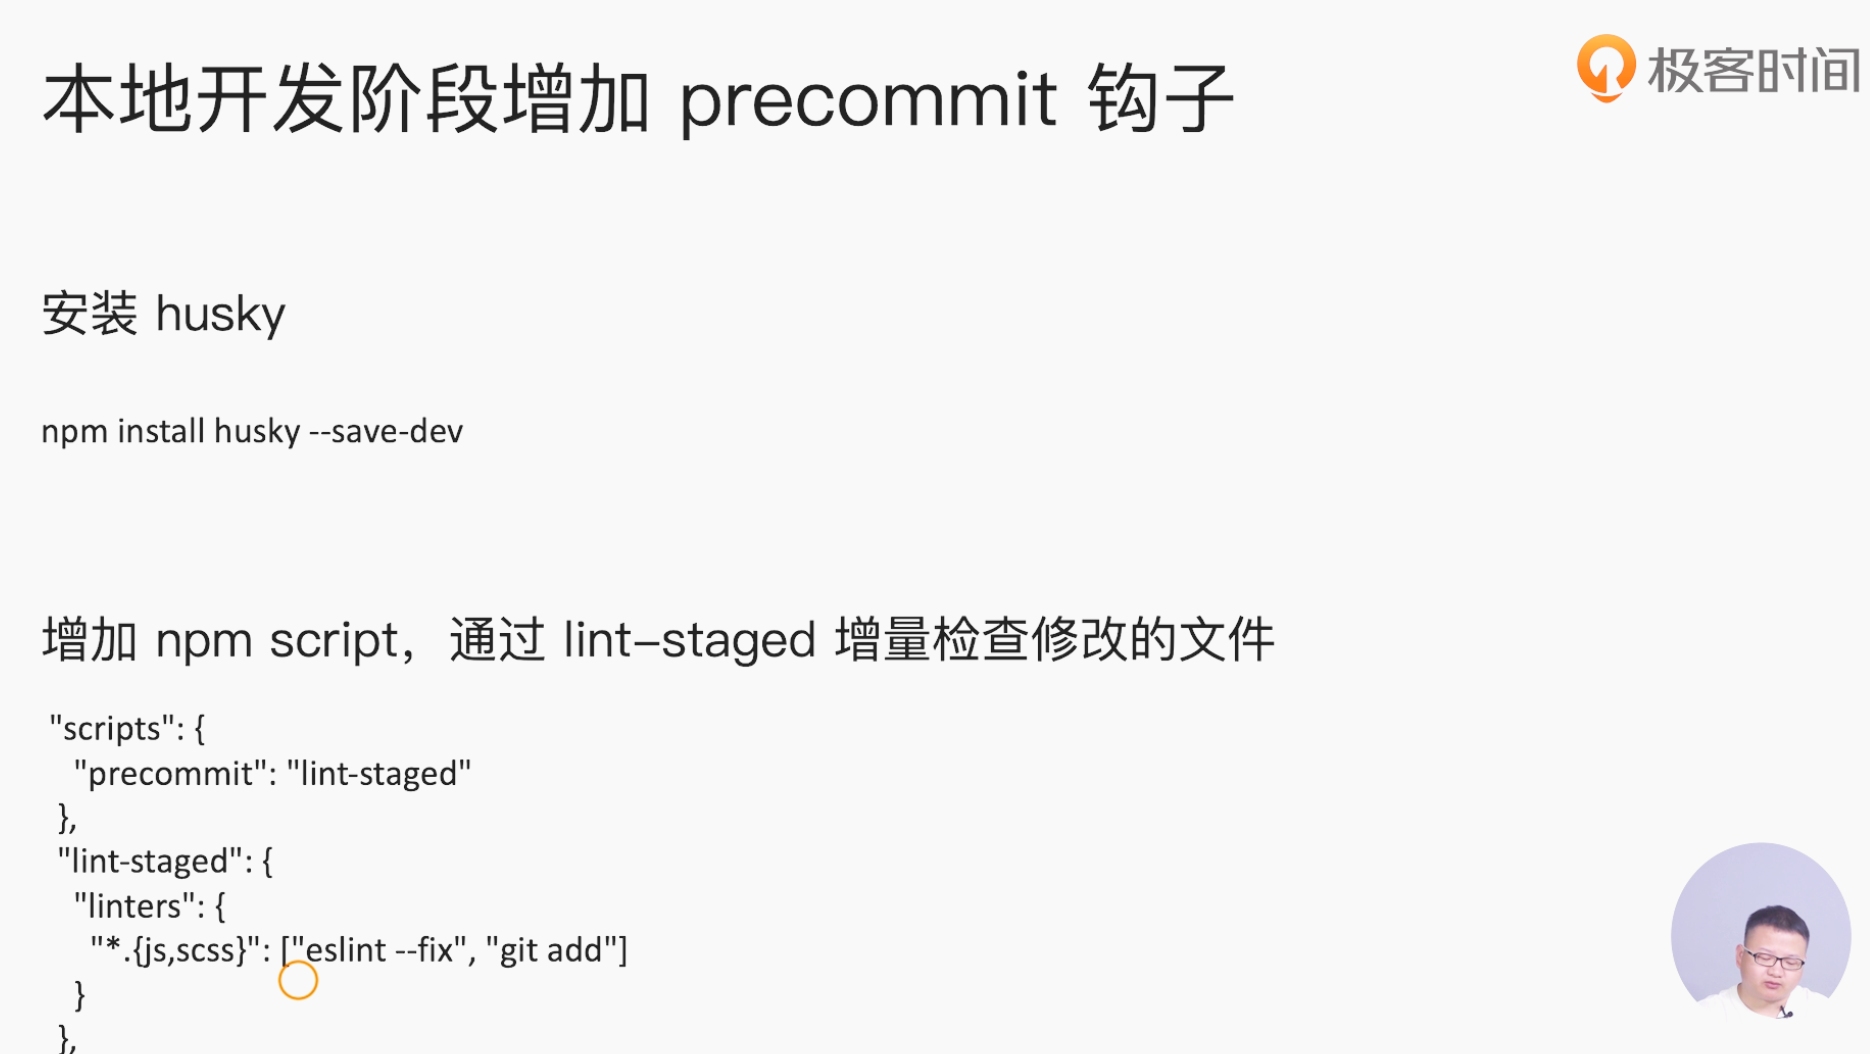 本地开发阶段增加 precommit 钩子
极客时间
安装 husky
npm install husky --save-dev
增加 npm script，通过 lint-staged 增量检查修改的文件
"scripts": {
"precommit": "lint-staged"
},
"lint-staged": {
"linters": {
"*.{js,scss}": ["eslint --fix", "git add"]
}
},